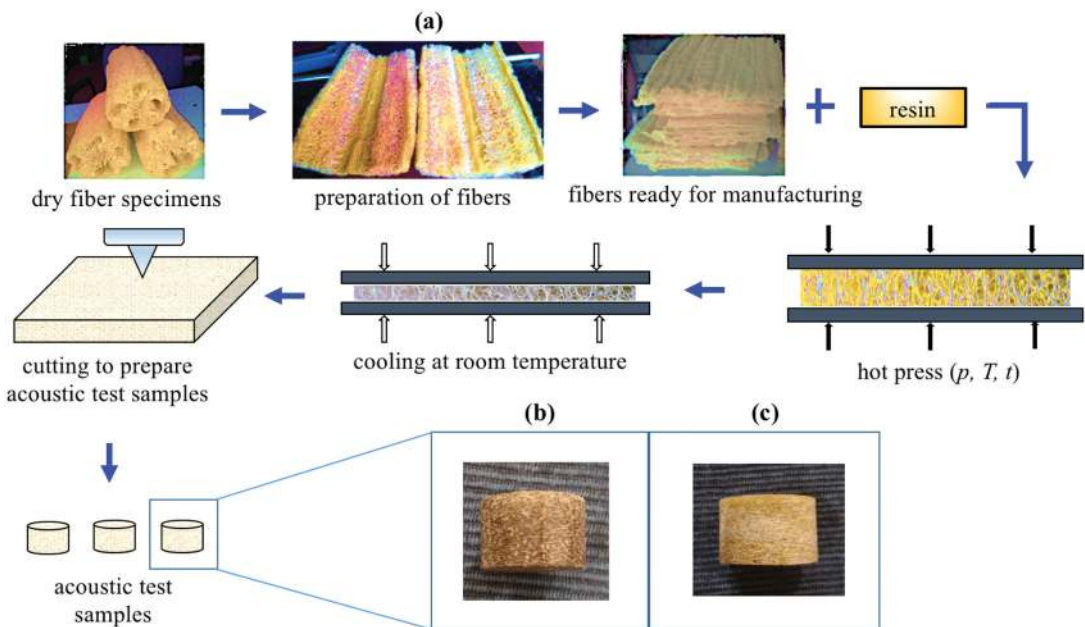 (a)
resin
dry fiber specimens
preparation of fibers
fibers ready for manufacturing
cutting to prepare
acoustic test samples
cooling at room temperature
hot press (p, T, t)
(b)
(c)
acoustic test
samples